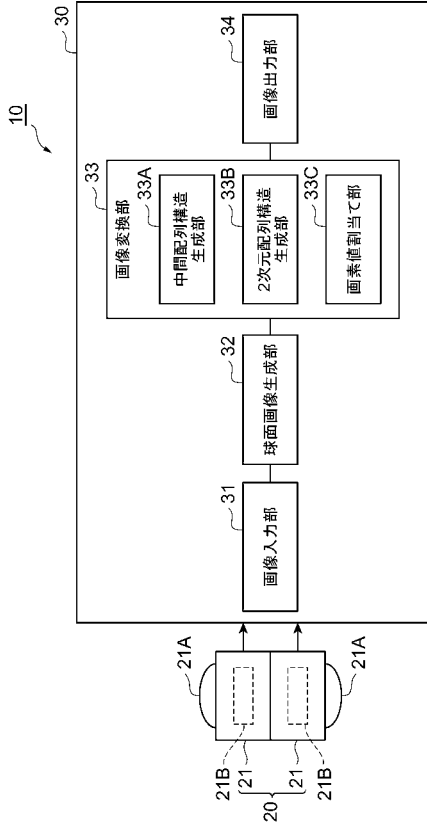 10
30
33
画像変換部
33A
中間配列構造
生成部
33B
2次元配列構造
生成部
33C
画素値割当て部
34
画像出力部
32
球面画像生成部
31
画像入力部
21A
21A
21B
21
21
21B
20